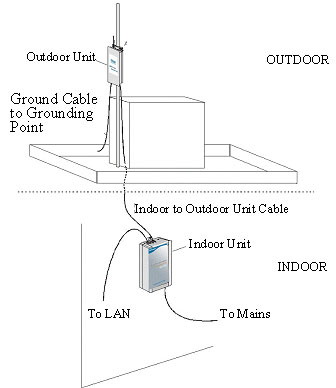 Outdoor Unit
OUTDOOR
Ground Cable
to Grounding
Point
Indoor to Outdoor Unit Cable
Indoor Unit
INDOOR
To LAN
To Mains